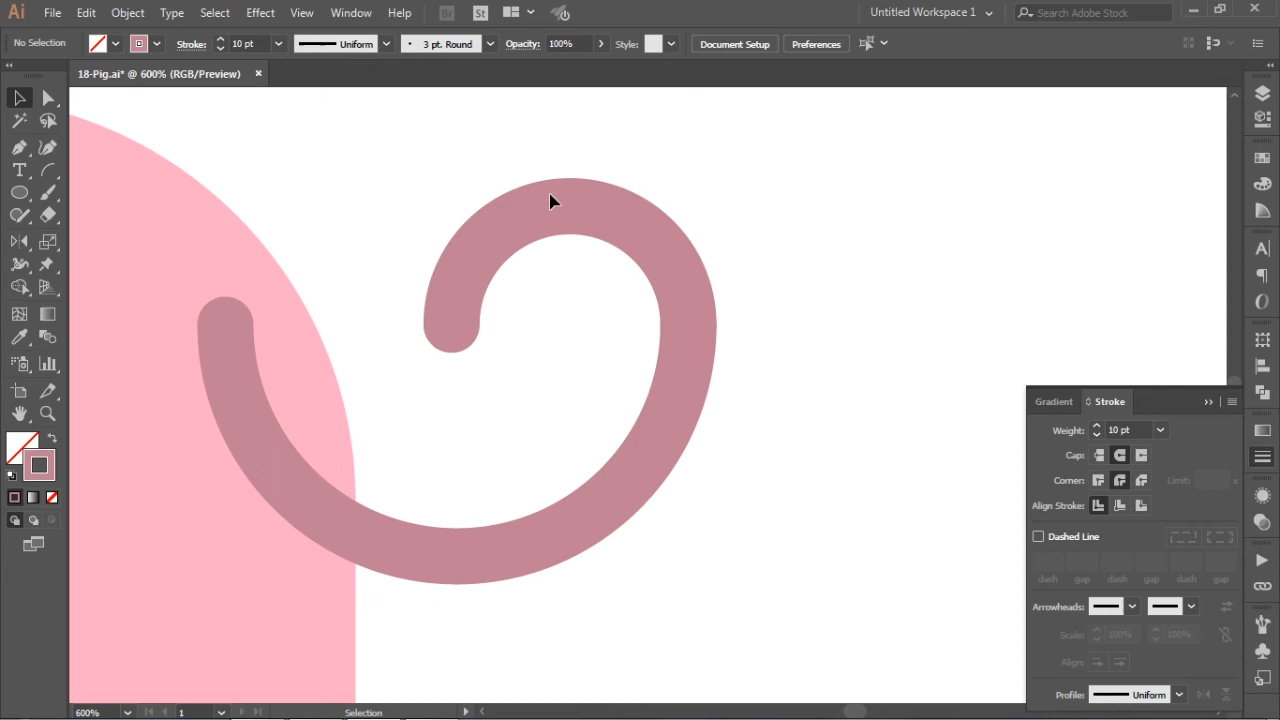 Ai File Edit Object Type Select Effect View Window Help Br St Untitled Workspace 1 Search Adobe Stock
No Selection Stroke: 10 pt Uniform 3 pt. Round Opacity: 100% Style: Document Setup Preferences
18-Pig.ai* @ 600% (RGB/Preview) ×
Gradient Stroke
Weight: 10 pt
Cap:
Corner: Limit: x
Align Stroke:
Dashed Line
dash gap dash gap dash gap
Arrowheads:
Scale: 100% 100%
Align:
Profile: Uniform
600% 1 Selection